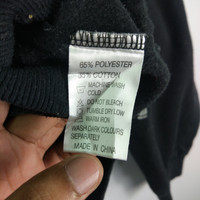 65% POLYESTER
35% COTTON
MACHINE WASH
COLD
DO NOT BLEACH
TUMBLE DRY LOW
WARM IRON
WASH DARK COLOURS
SEPARATELY
MADE IN CHINA